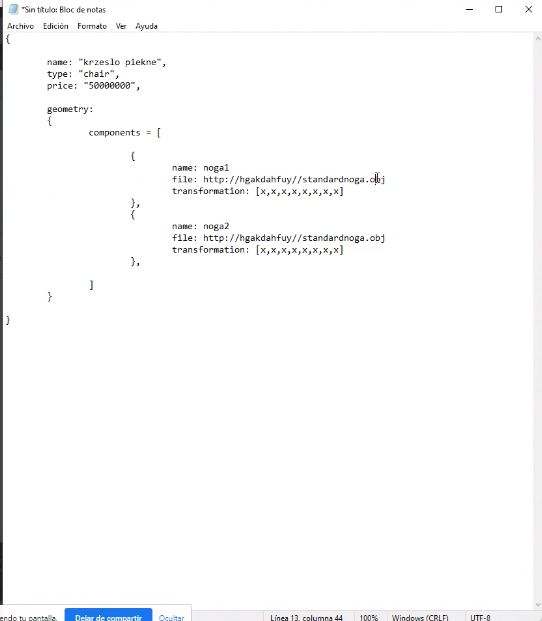 *Sin título: Bloc de notas
Archivo Edición Formato Ver Ayuda
{
name: "krzeslo piekne",
type: "chair",
price: "50000000",
geometry:
{
components = [
{
name: noga1
file: http://hgakdahfuy//standardnoga.obj
transformation: [x,x,x,x,x,x,x,x]
},
{
name: noga2
file: http://hgakdahfuy//standardnoga.obj
transformation: [x,x,x,x,x,x,x,x]
},
]
}
}
endo tu pantalla. Dejar de compartir Ocultar Línea 13, columna 44 100% Windows (CRLF) UTF-8